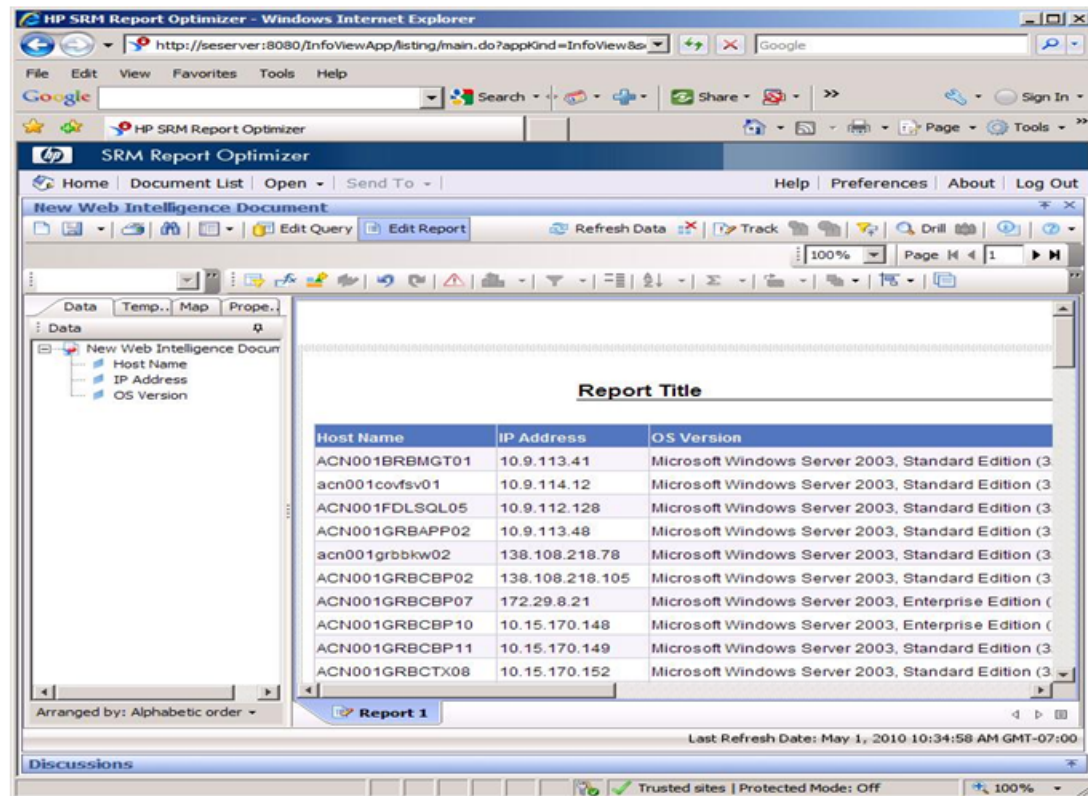 HP SRM Report Optimizer - Windows Internet Explorer
http://seserver:8080/InfoViewApp/listing/main.do?appKind=InfoView&s
Google
File Edit View Favorites Tools Help
Google Search Share Sign In
HP SRM Report Optimizer Page Tools
hp SRM Report Optimizer
Home Document List Open Send To Help Preferences About Log Out
New Web Intelligence Document
Edit Query Edit Report Refresh Data Track Drill
100% Page 1
Data Temp.. Map Prope..
Data
New Web Intelligence Docum
Host Name
IP Address
OS Version
Arranged by: Alphabetic order
Report Title
Host Name IP Address OS Version
ACN001BRBMGT01 10.9.113.41 Microsoft Windows Server 2003, Standard Edition (3
acn001covfsv01 10.9.114.12 Microsoft Windows Server 2003, Standard Edition (3
ACN001FDLSQL05 10.9.112.128 Microsoft Windows Server 2003, Standard Edition (3
ACN001GRBAPP02 10.9.113.48 Microsoft Windows Server 2003, Standard Edition (3
acn001grbbkw02 138.108.218.78 Microsoft Windows Server 2003, Standard Edition (3
ACN001GRBCBP02 138.108.218.105 Microsoft Windows Server 2003, Standard Edition (3
ACN001GRBCBP07 172.29.8.21 Microsoft Windows Server 2003, Enterprise Edition (
ACN001GRBCBP10 10.15.170.148 Microsoft Windows Server 2003, Enterprise Edition (
ACN001GRBCBP11 10.15.170.149 Microsoft Windows Server 2003, Standard Edition (3
ACN001GRBCTX08 10.15.170.152 Microsoft Windows Server 2003, Standard Edition (3
Report 1
Last Refresh Date: May 1, 2010 10:34:58 AM GMT-07:00
Discussions
Trusted sites | Protected Mode: Off 100%